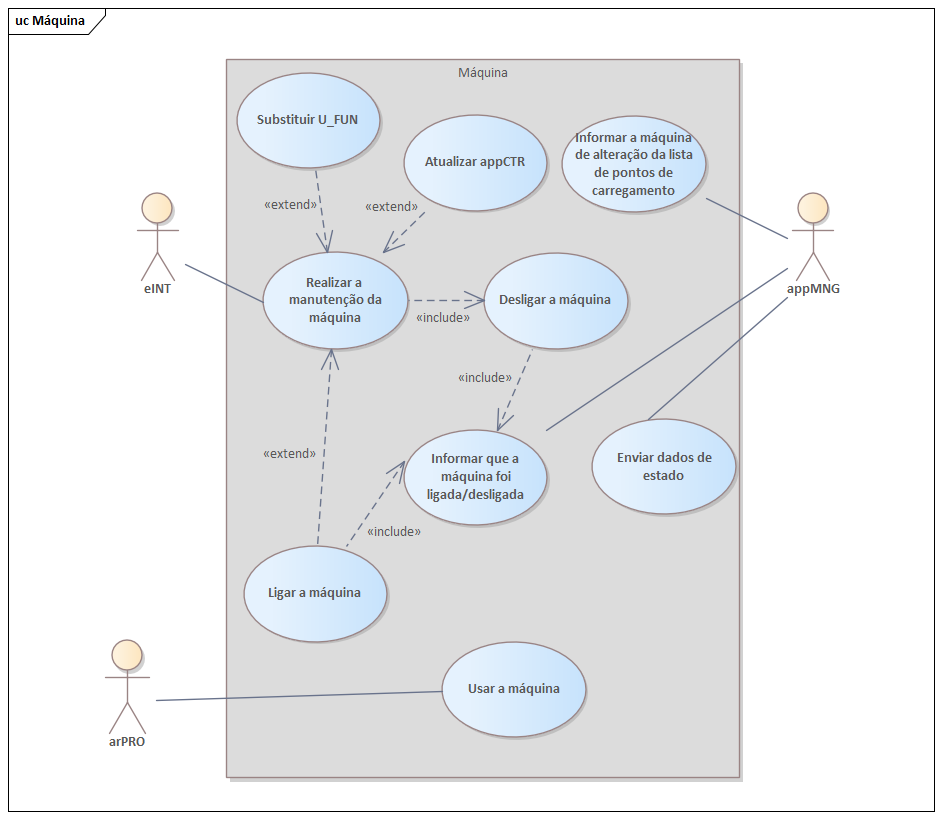 uc Máquina
Máquina
Substituir U_FUN
Atualizar appCTR
Informar a máquina
de alteração da lista
de pontos de
carregamento
«extend»
«extend»
eINT
appMNG
Realizar a
manutenção da
máquina
Desligar a máquina
«include»
«include»
«extend»
Informar que a
máquina foi
ligada/desligada
Enviar dados de
estado
«include»
Ligar a máquina
Usar a máquina
arPRO